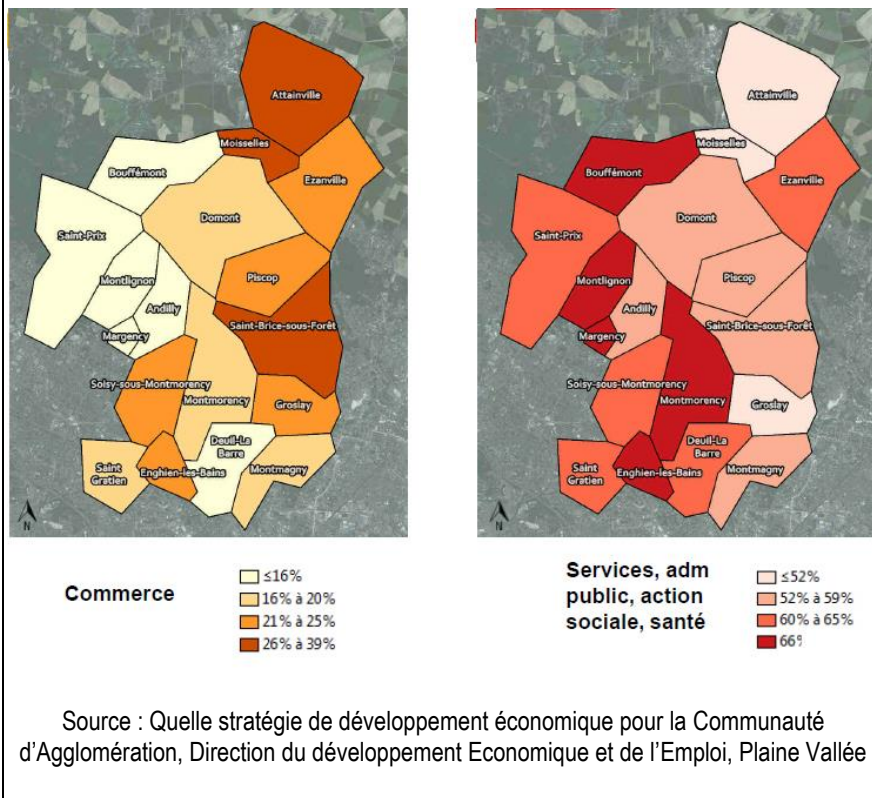 Attainville
Moisselles
Bouffémont
Ezanville
Domont
Saint-Prix
Piscop
Montlignon
Andilly
Saint-Brice-sous-Forêt
Margency
Soisy-sous-Montmorency
Montmorency
Groslay
Deuil-La
Barre
Saint
Gratien
Enghien-les-Bains
Montmagny
N
Commerce
≤16%
16% à 20%
21% à 25%
26% à 39%
Attainville
Moisselles
Bouffémont
Ezanville
Domont
Saint-Prix
Piscop
Montlignon
Andilly
Saint-Brice-sous-Forêt
Margency
Soisy-sous-Montmorency
Montmorency
Groslay
Deuil-La
Barre
Saint
Gratien
Enghien-les-Bains
Montmagny
N
Services, adm
public, action
sociale, santé
≤52%
52% à 59%
60% à 65%
66
Source : Quelle stratégie de développement économique pour la Communauté
d'Agglomération, Direction du développement Economique et de l'Emploi, Plaine Vallée